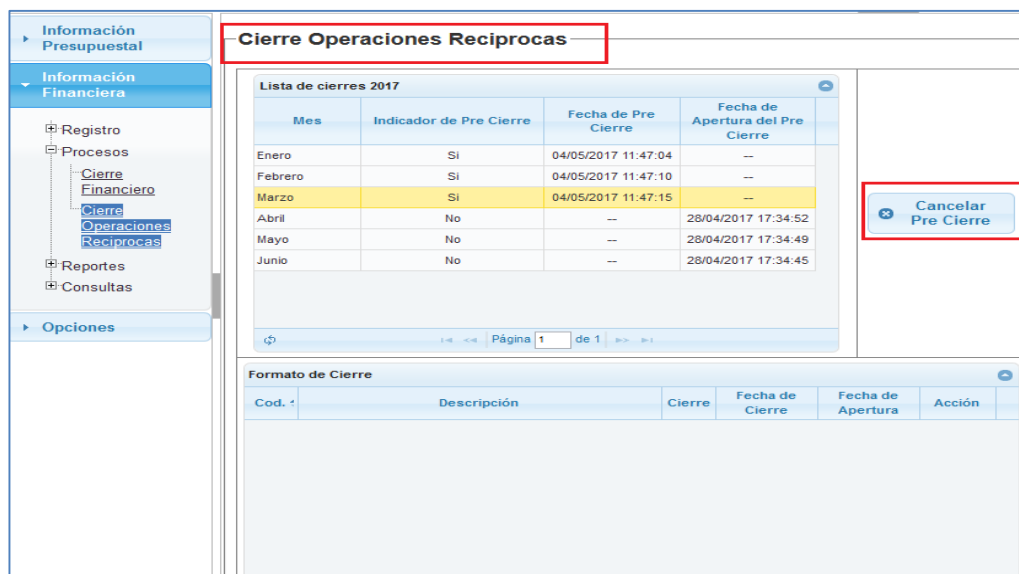 Información
Presupuestal
Información
Financiera
Registro
Procesos
Cierre
Financiero
Cierre
Operaciones
Reciprocas
Reportes
Consultas
Opciones
Cierre Operaciones Reciprocas
Lista de cierres 2017
Mes Indicador de Pre Cierre Fecha de Pre Cierre Fecha de Apertura del Pre Cierre
Enero Si 04/05/2017 11:47:04 --
Febrero Si 04/05/2017 11:47:10 --
Marzo Si 04/05/2017 11:47:15 --
Abril No -- 28/04/2017 17:34:52
Mayo No -- 28/04/2017 17:34:49
Junio No -- 28/04/2017 17:34:45
Página 1 de 1
Cancelar
Pre Cierre
Formato de Cierre
Cod. Descripción Cierre Fecha de Cierre Fecha de Apertura Acción